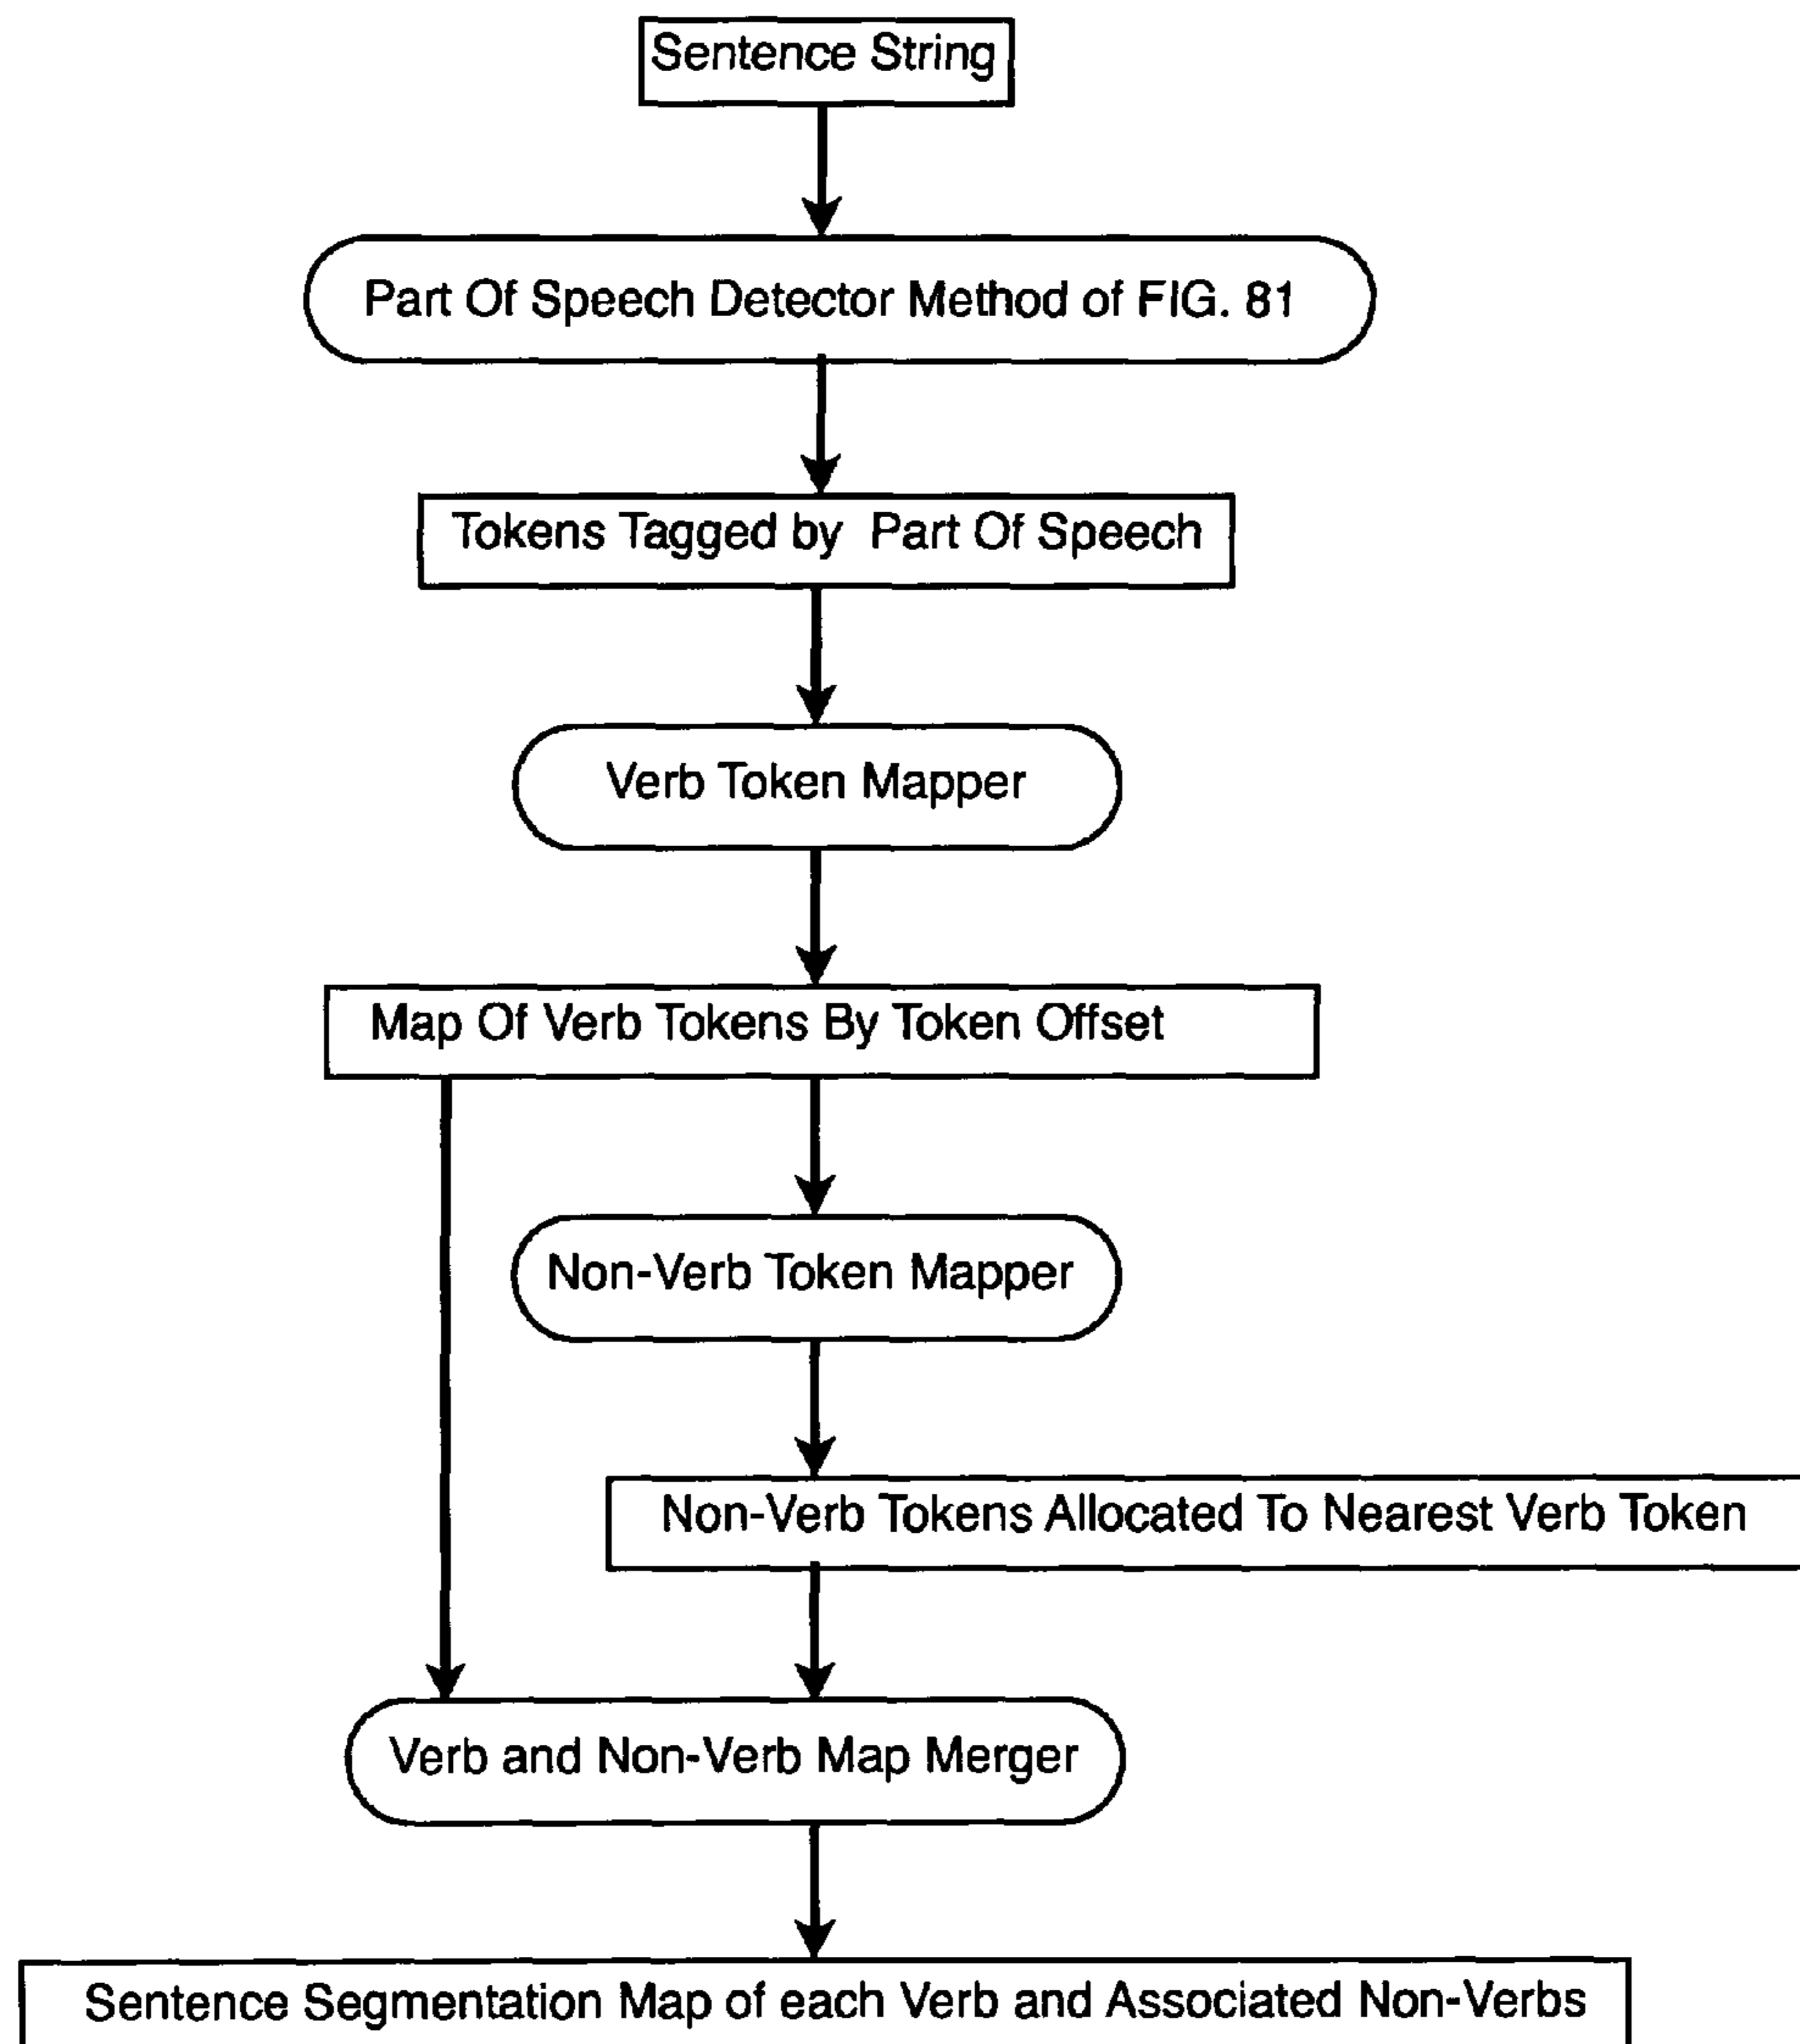 Sentence String
Part Of Speech Detector Method of FIG. 81
Tokens Tagged by Part Of Speech
Verb Token Mapper
Map Of Verb Tokens By Token Offset
Non-Verb Token Mapper
Non-Verb Tokens Allocated To Nearest Verb Token
Verb and Non-Verb Map Merger
Sentence Segmentation Map of each Verb and Associated Non-Verbs